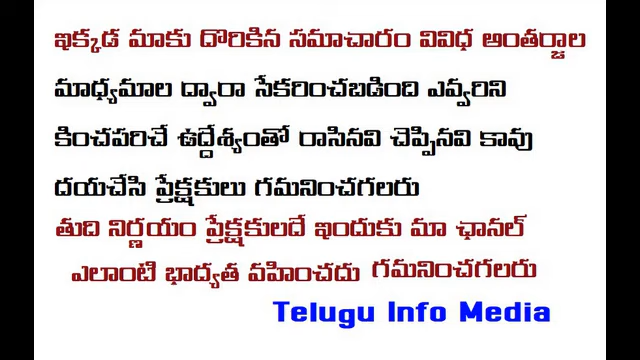 ఇక్కడ మాకు దొరికిన సమాచారం వివిధ అంతర్జాల
మాధ్యమాల ద్వారా సేకరించబడింది ఎవ్వరిని
కించపరిచే ఉద్దేశ్యంతో రాసినవి చెప్పినవి కావు
దయచేసి ప్రేక్షకులు గమనించగలరు
తుది నిర్ణయం ప్రేక్షకులదే ఇందుకు మా ఛానల్
ఎలాంటి భాద్యత వహించదు గమనించగలరు
Telugu Info Media